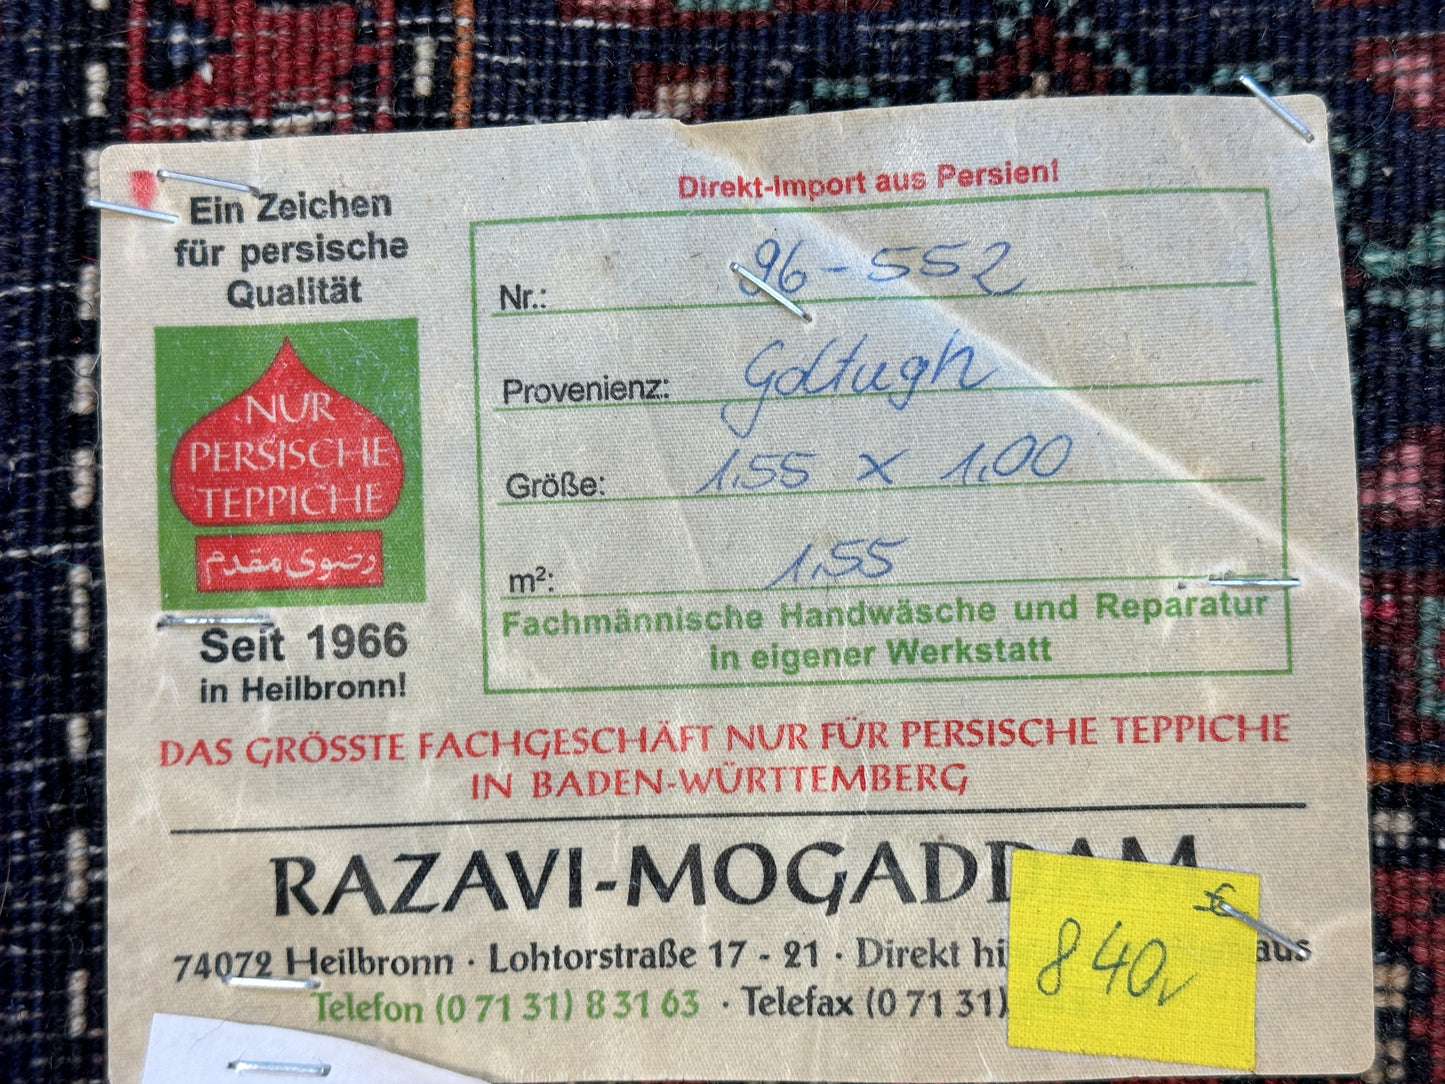 Direkt-Import aus Persien!
Ein Zeichen
für persische
Qualität
NUR
PERSISCHE
TEPPICHE
رضوی مقدم
Seit 1966
in Heilbronn!
Nr.: 96-552
Provenienz: Goltugh
Größe: 1,55 x 1,00
m²: 1,55
Fachmännische Handwäsche und Reparatur
in eigener Werkstatt
DAS GRÖSSTE FACHGESCHÄFT NUR FÜR PERSISCHE TEPPICHE
IN BADEN-WÜRTTEMBERG
RAZAVI-MOGADDAM
74072 Heilbronn · Lohtorstraße 17 - 21 · Direkt
Telefon (0 71 31) 8 31 63 · Telefax (0 71 31)
€
840,-